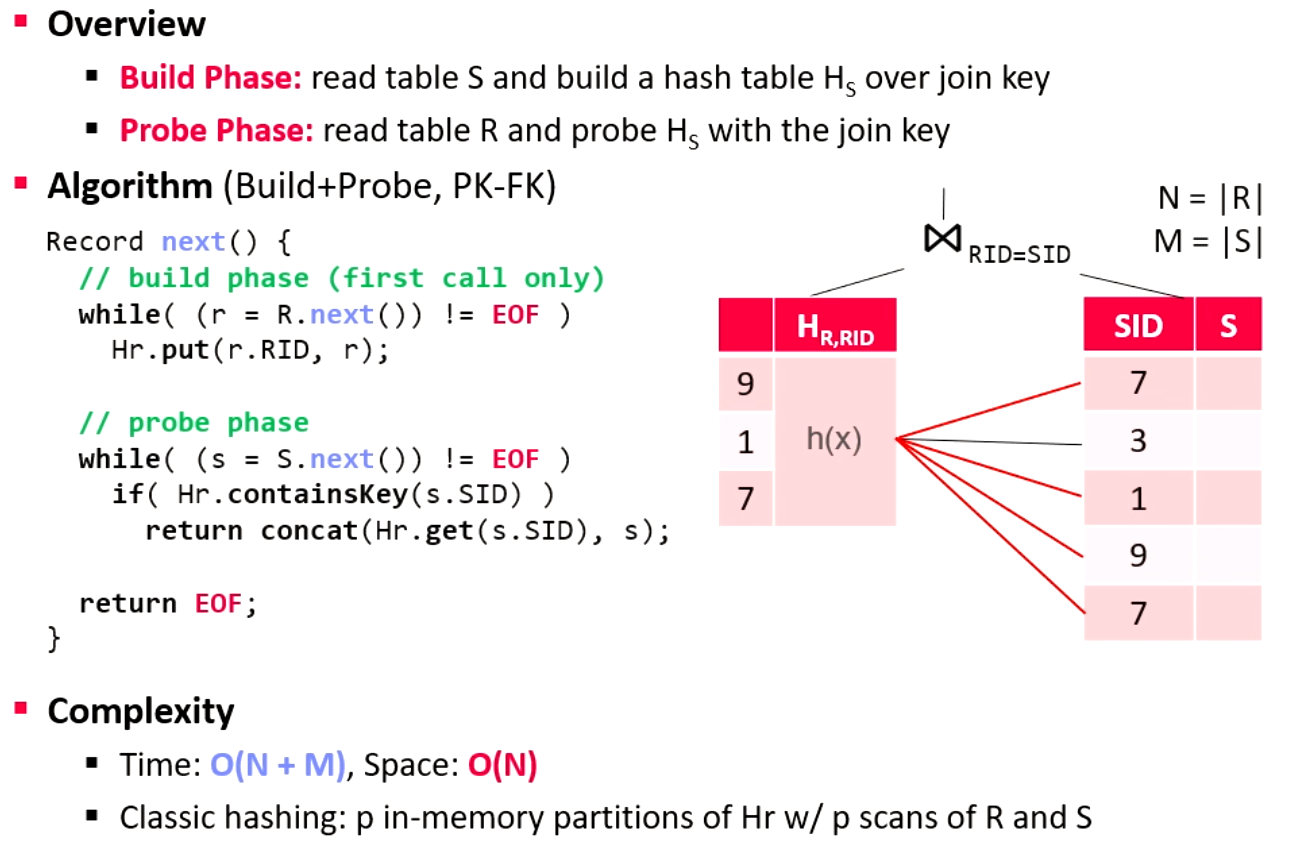 Overview
Build Phase: read table S and build a hash table HS over join key
Probe Phase: read table R and probe HS with the join key
Algorithm (Build+Probe, PK-FK)
Record next() {
// build phase (first call only)
while( (r = R.next()) != EOF )
Hr.put(r.RID, r);
// probe phase
while( (s = S.next()) != EOF )
if( Hr.containsKey(s.SID) )
return concat(Hr.get(s.SID), s);
return EOF;
}
N = |R|
M = |S|
⋈ RID=SID
HR,RID
9
1
7
h(x)
SID S
7
3
1
9
7
Complexity
Time: O(N + M), Space: O(N)
Classic hashing: p in-memory partitions of Hr w/ p scans of R and S